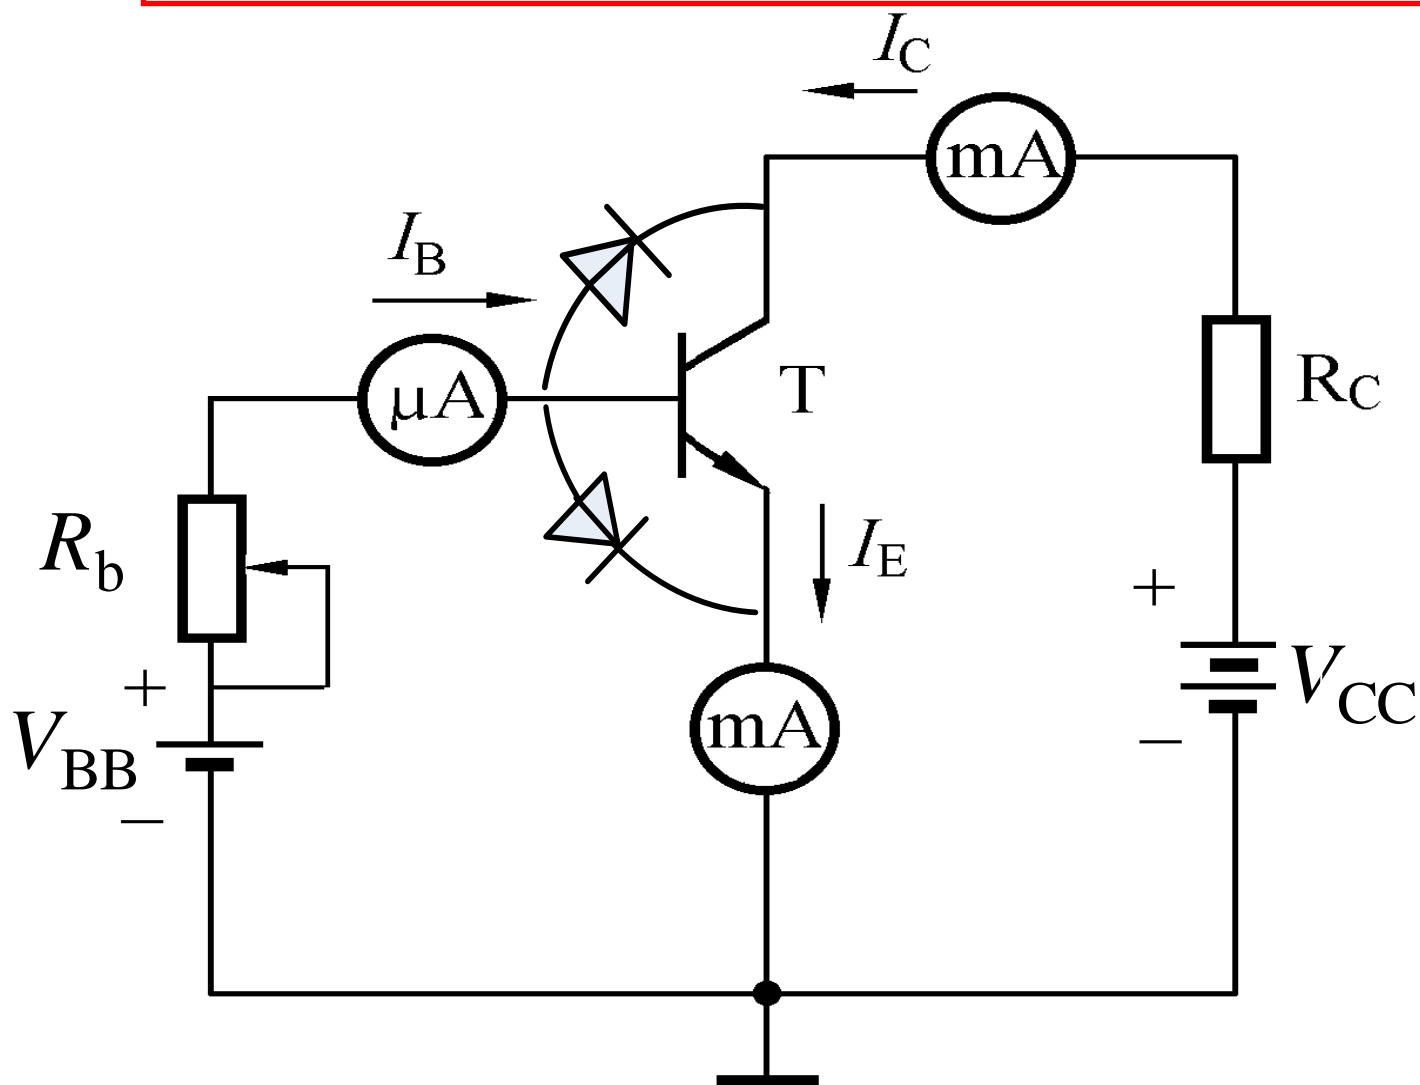 I_C
mA
I_B
μA
T
R_C
R_b
I_E
+
+
V_BB
−
mA
V_CC
−